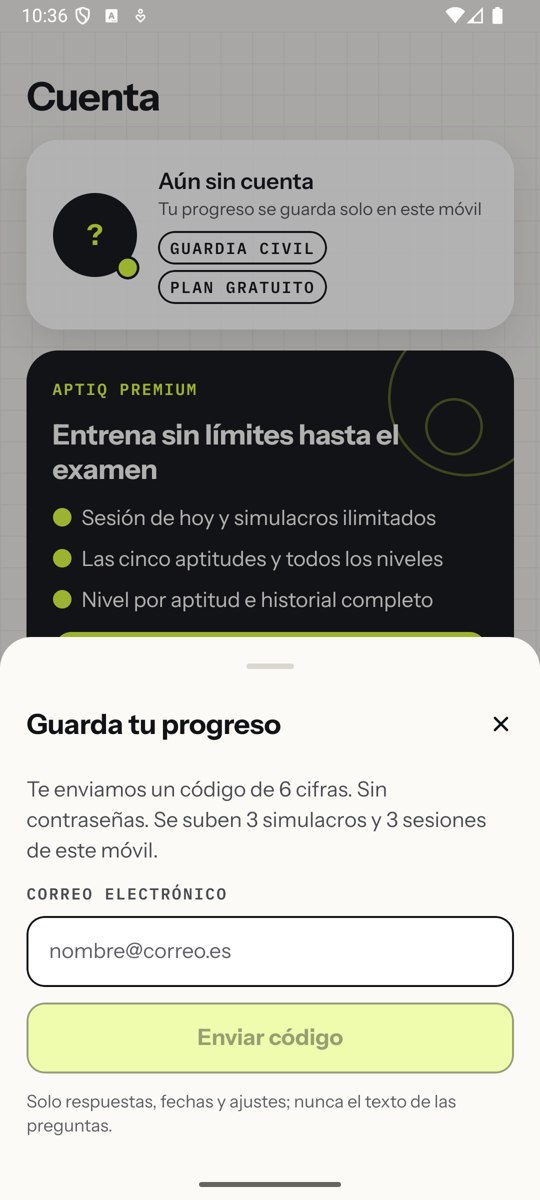 10:36
Cuenta
?
Aún sin cuenta
Tu progreso se guarda solo en este móvil
GUARDIA CIVIL
PLAN GRATUITO
APTIQ PREMIUM
Entrena sin límites hasta el
examen
Sesión de hoy y simulacros ilimitados
Las cinco aptitudes y todos los niveles
Nivel por aptitud e historial completo
Guarda tu progreso
Te enviamos un código de 6 cifras. Sin
contraseñas. Se suben 3 simulacros y 3 sesiones
de este móvil.
CORREO ELECTRÓNICO
nombre@correo.es
Enviar código
Solo respuestas, fechas y ajustes; nunca el texto de las
preguntas.